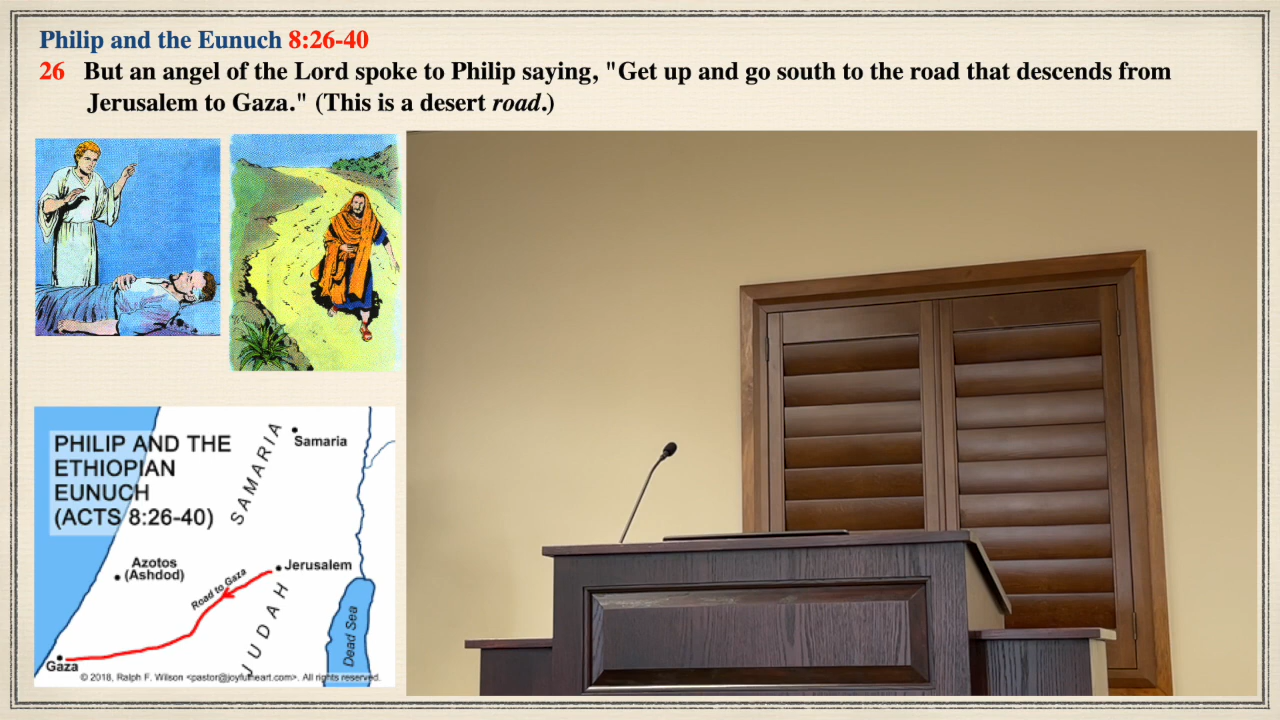 Philip and the Eunuch 8:26-40
26 But an angel of the Lord spoke to Philip saying, "Get up and go south to the road that descends from
Jerusalem to Gaza." (This is a desert road.)
PHILIP AND THE
ETHIOPIAN
EUNUCH
(ACTS 8:26-40)
SAMARIA
Samaria
Azotos
(Ashdod)
Jerusalem
Road to Gaza
JUDAH
Dead Sea
Gaza
© 2018, Ralph F. Wilson <pastor@joyfulheart.com>. All rights reserved.